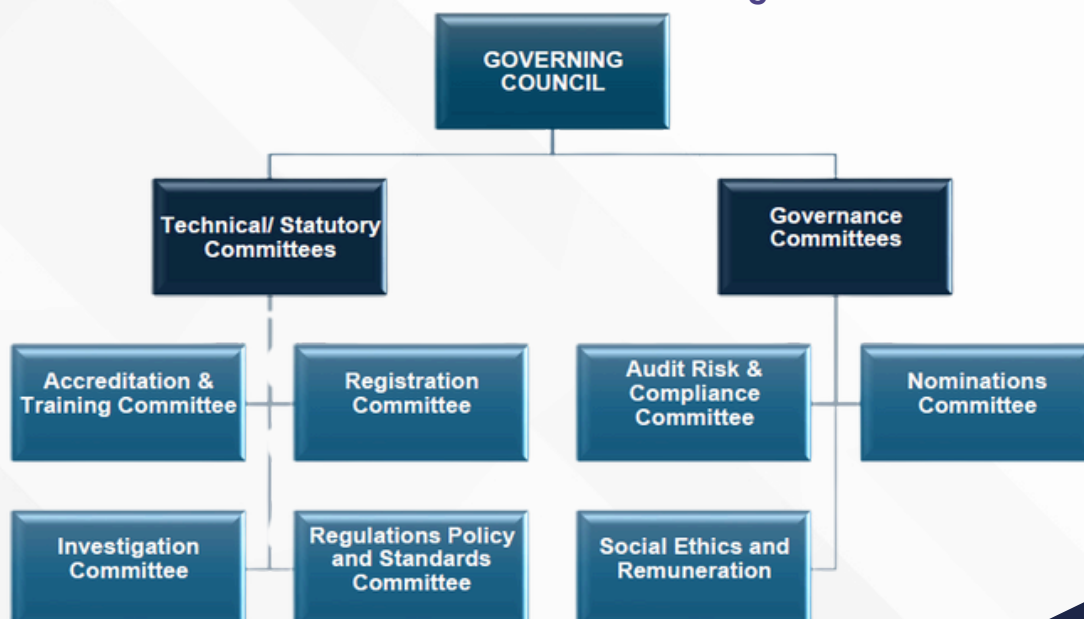 GOVERNING
COUNCIL
Technical/ Statutory
Committees
Governance
Committees
Accreditation &
Training Committee
Registration
Committee
Audit Risk &
Compliance
Committee
Nominations
Committee
Investigation
Committee
Regulations Policy
and Standards
Committee
Social Ethics and
Remuneration